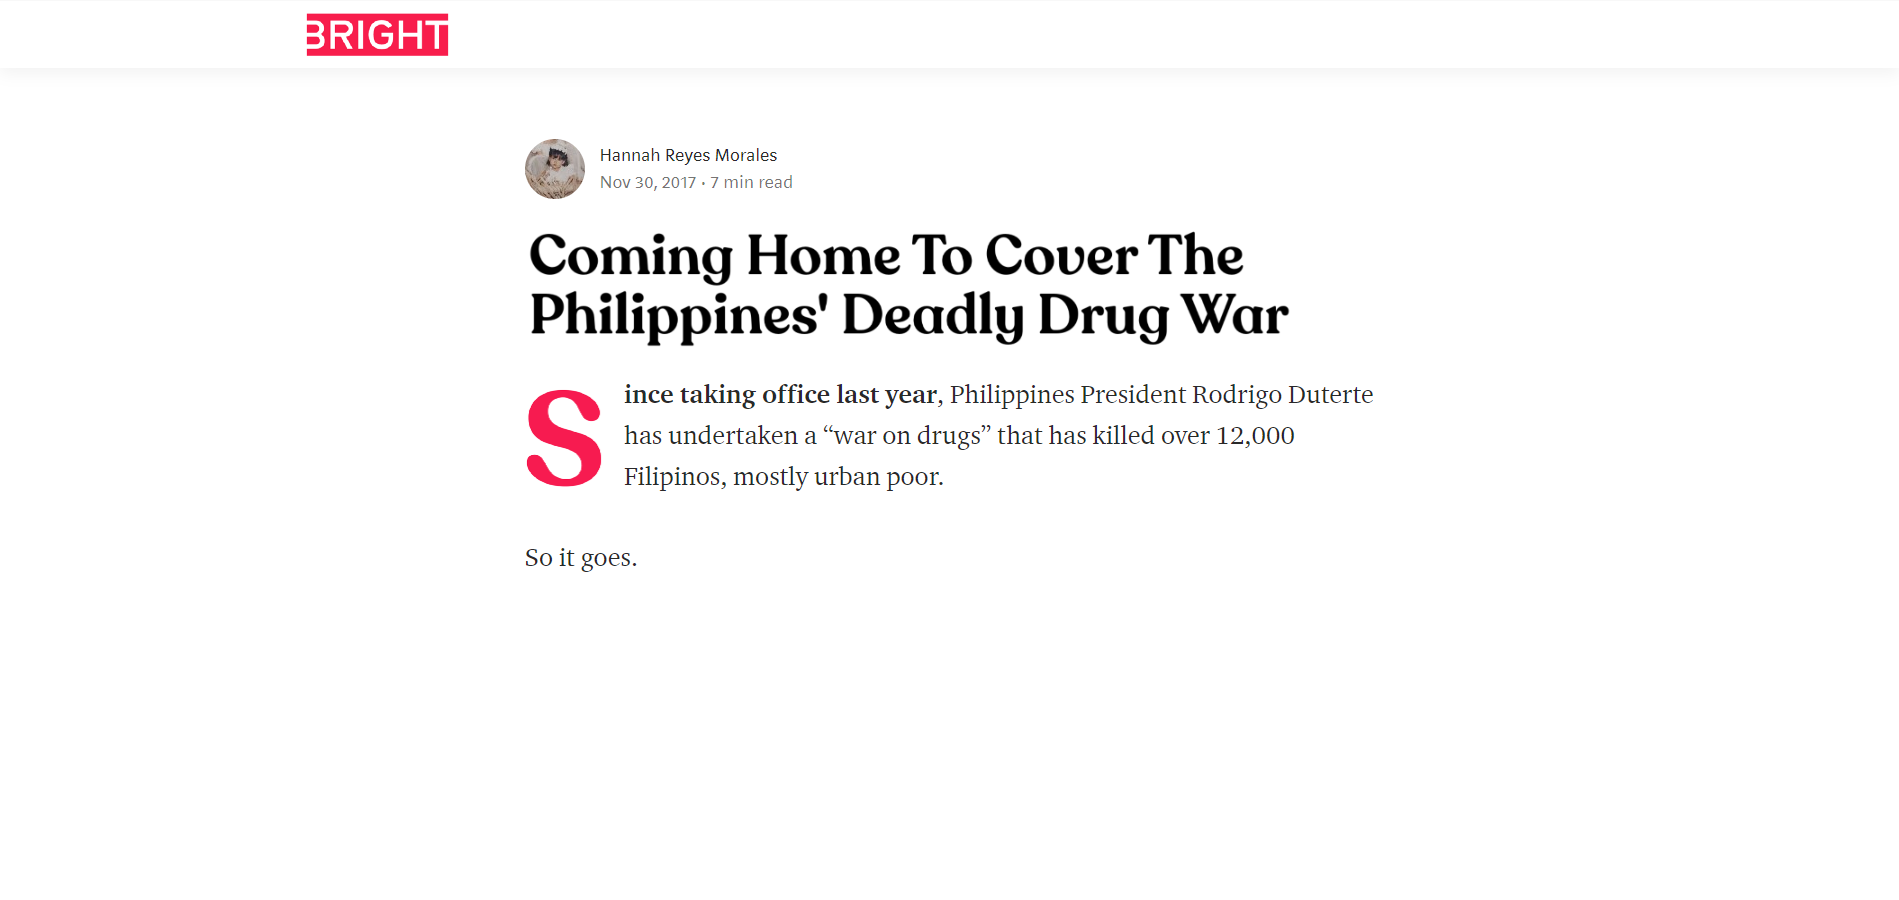 BRIGHT
Hannah Reyes Morales
Nov 30, 2017 · 7 min read
Coming Home To Cover The
Philippines' Deadly Drug War
Since taking office last year, Philippines President Rodrigo Duterte
has undertaken a “war on drugs” that has killed over 12,000
Filipinos, mostly urban poor.
So it goes.